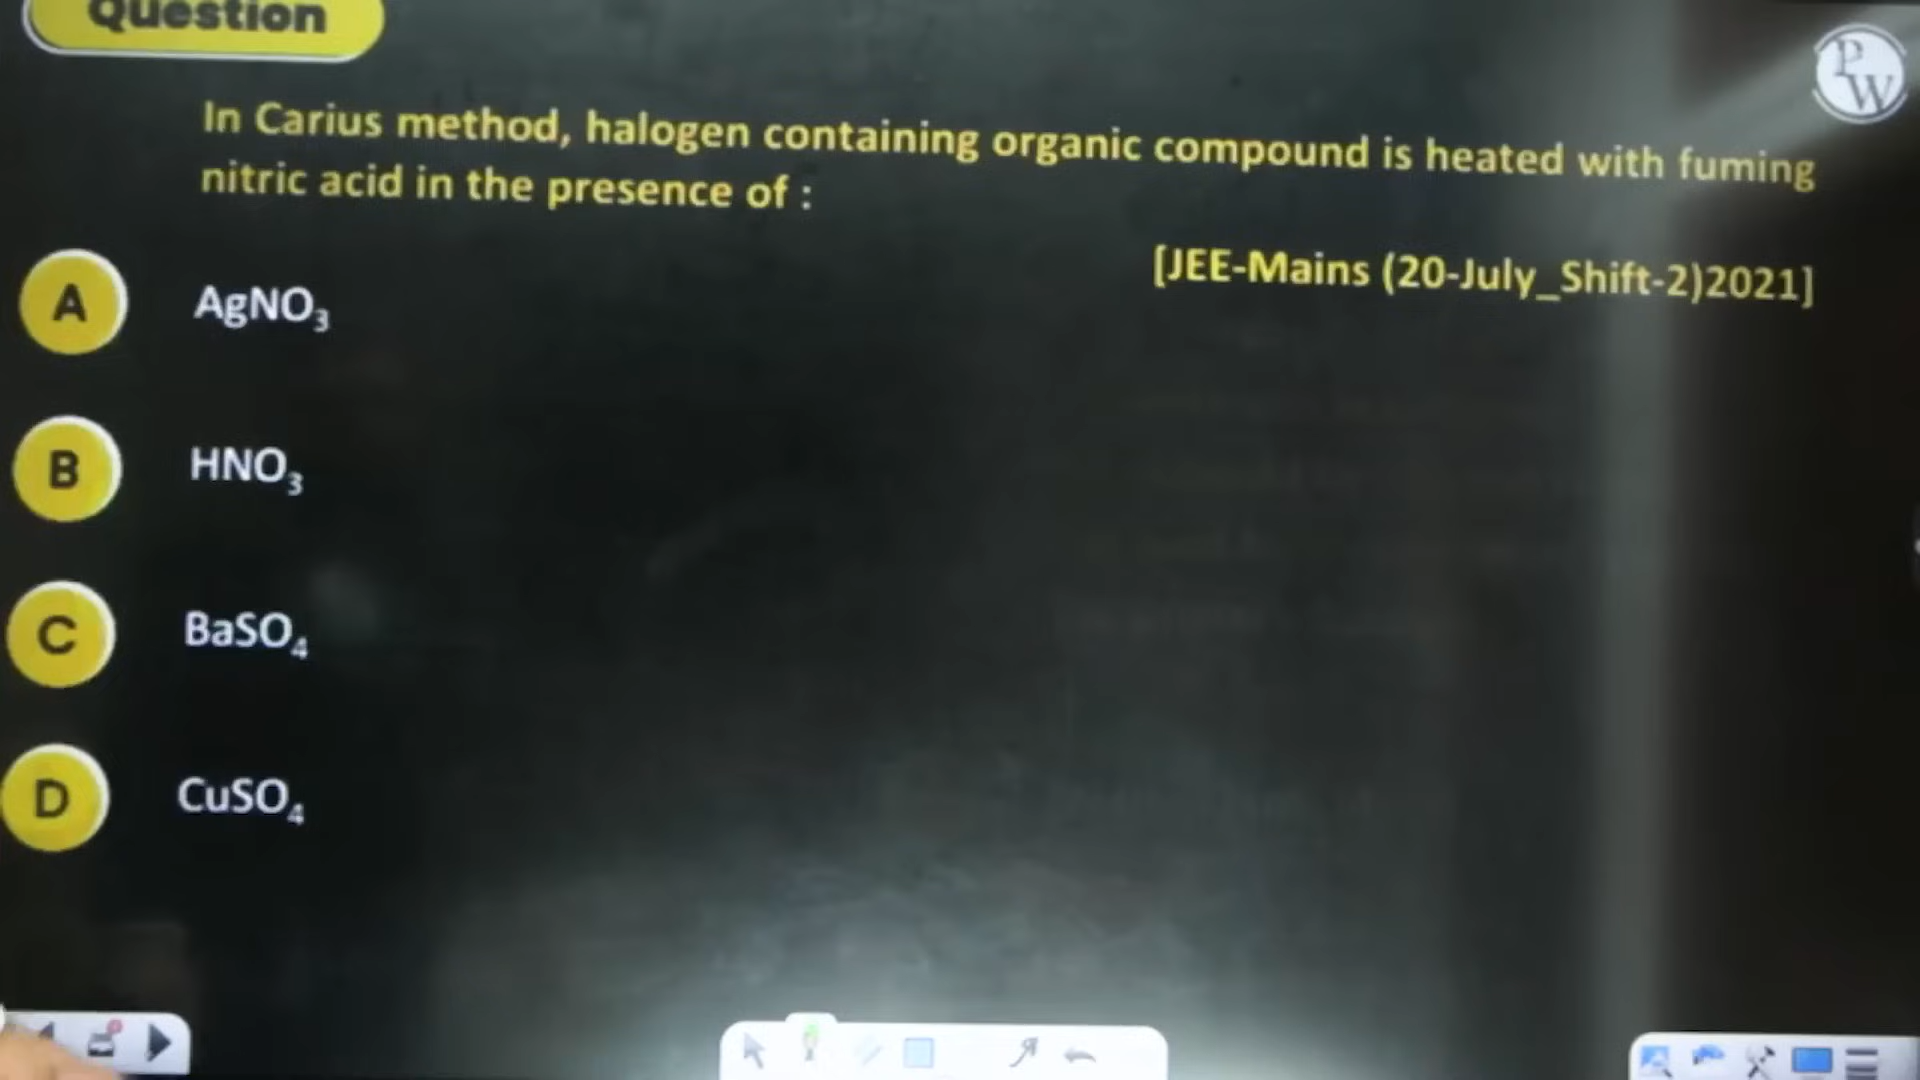 Question
In Carius method, halogen containing organic compound is heated with fuming
nitric acid in the presence of :
[JEE-Mains (20-July_Shift-2)2021]
A AgNO₃
B HNO₃
C BaSO₄
D CuSO₄
PW